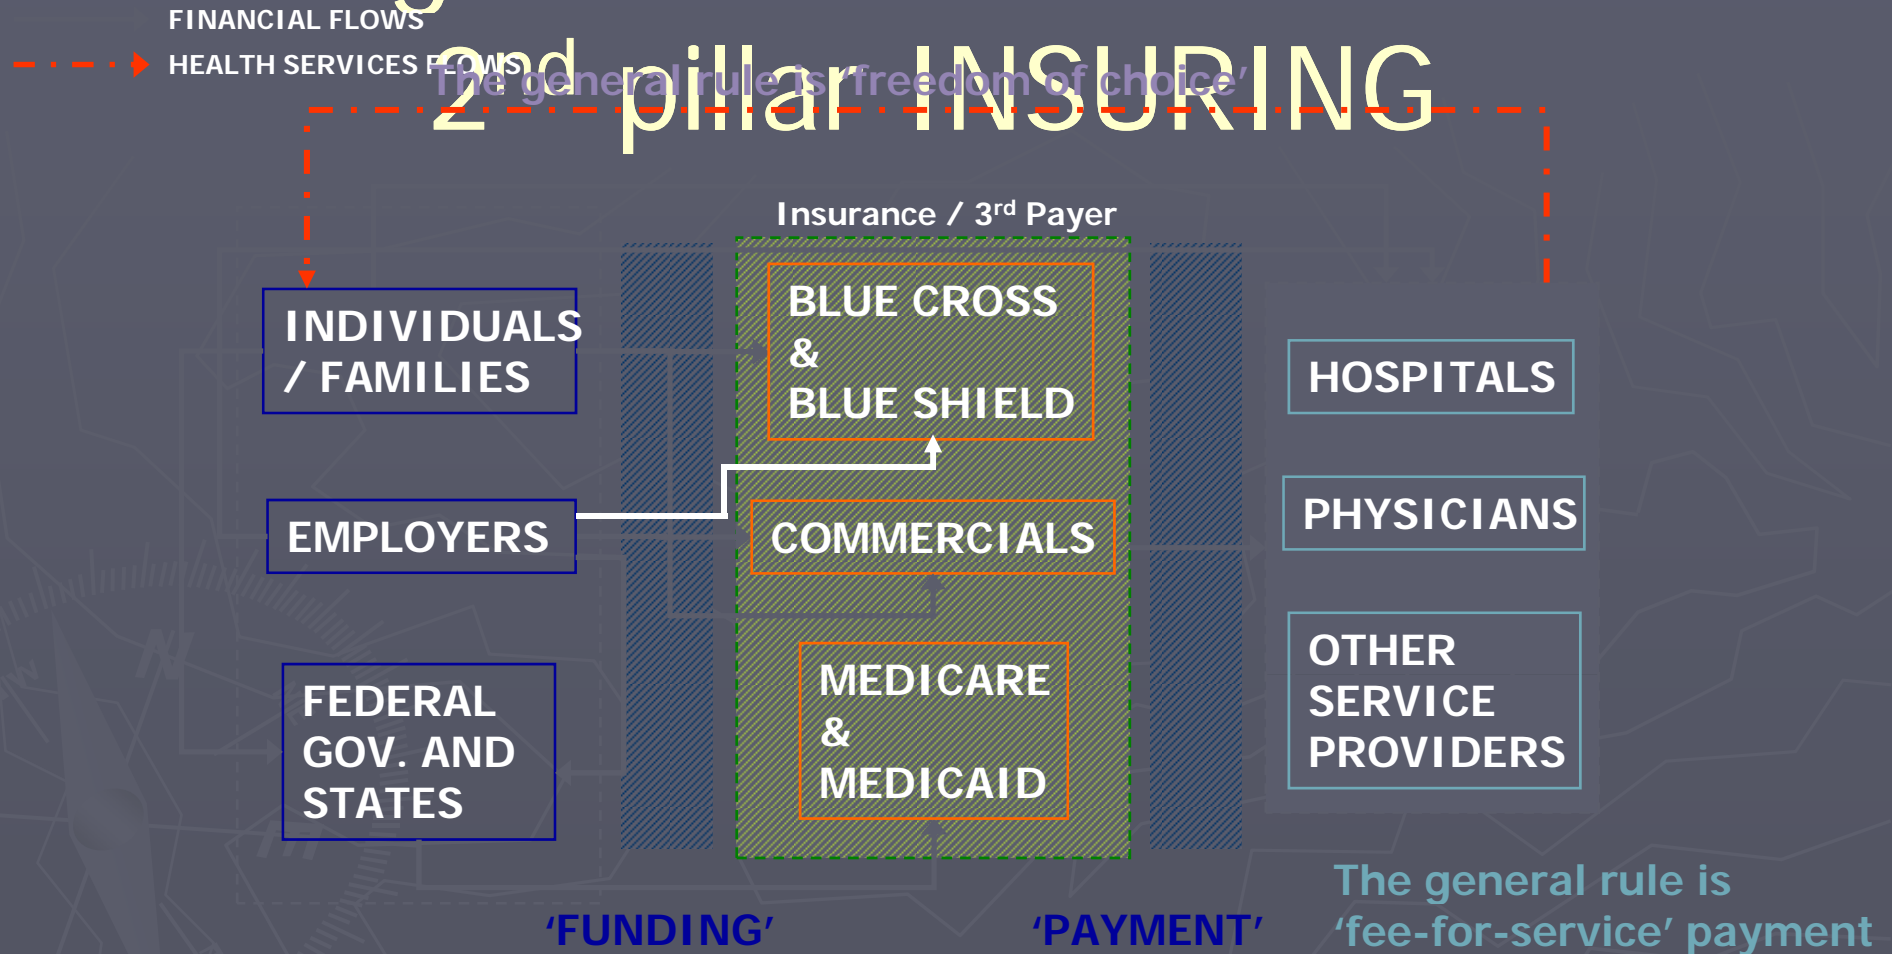 FINANCIAL FLOWS
HEALTH SERVICES FLOWS
2nd pillar INSURING
The general rule is ‘freedom of choice’
Insurance / 3rd Payer
INDIVIDUALS
/ FAMILIES
BLUE CROSS
&
BLUE SHIELD
HOSPITALS
EMPLOYERS
COMMERCIALS
PHYSICIANS
FEDERAL
GOV. AND
STATES
MEDICARE
&
MEDICAID
OTHER
SERVICE
PROVIDERS
‘FUNDING’
‘PAYMENT’
The general rule is
‘fee-for-service’ payment
N
E